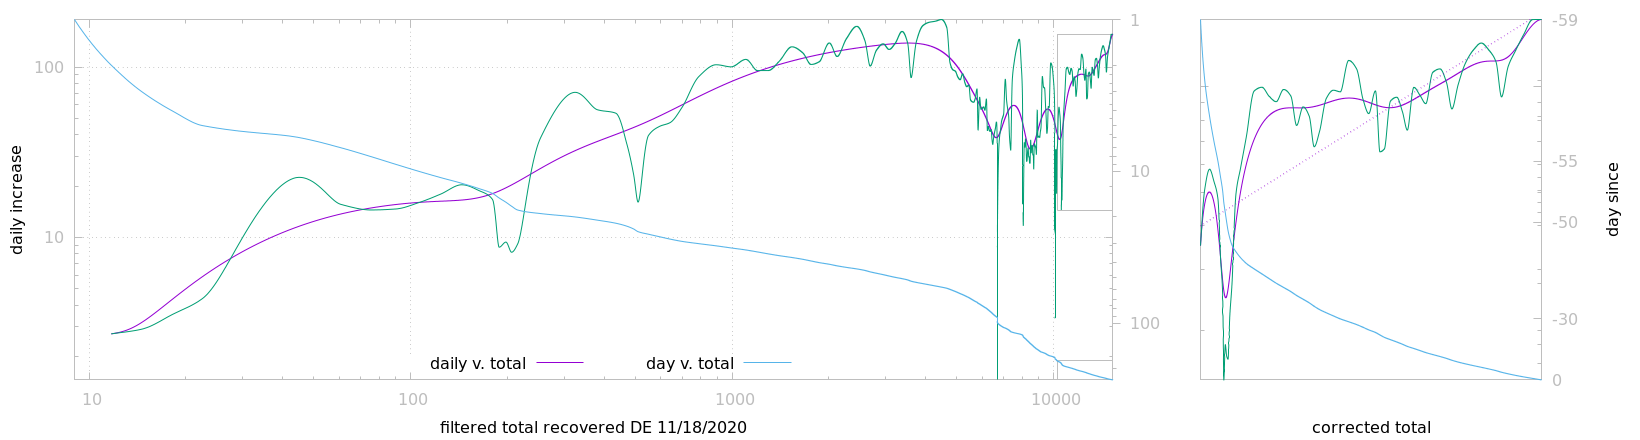 daily increase
100
10
10
100
1000
10000
1
10
100
daily v. total
day v. total
filtered total recovered DE 11/18/2020
-59
-55
-50
-30
0
day since
corrected total